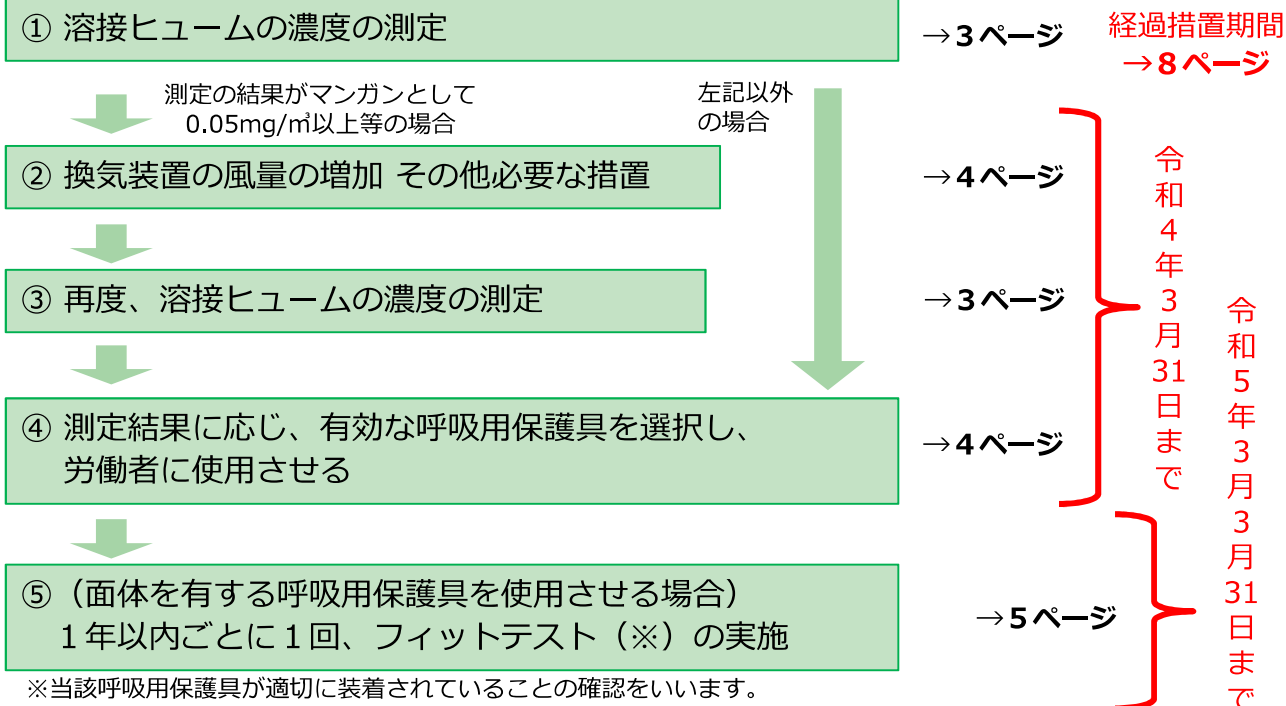 ① 溶接ヒュームの濃度の測定
→3ページ
経過措置期間
→8ページ
測定の結果がマンガンとして
0.05mg/㎥以上等の場合
左記以外
の場合
② 換気装置の風量の増加 その他必要な措置
→4ページ
③ 再度、溶接ヒュームの濃度の測定
→3ページ
④ 測定結果に応じ、有効な呼吸用保護具を選択し、
労働者に使用させる
→4ページ
令和4年3月31日まで
⑤（面体を有する呼吸用保護具を使用させる場合）
1年以内ごとに1回、フィットテスト（※）の実施
→5ページ
令和5年3月3月31日まで
※当該呼吸用保護具が適切に装着されていることの確認をいいます。